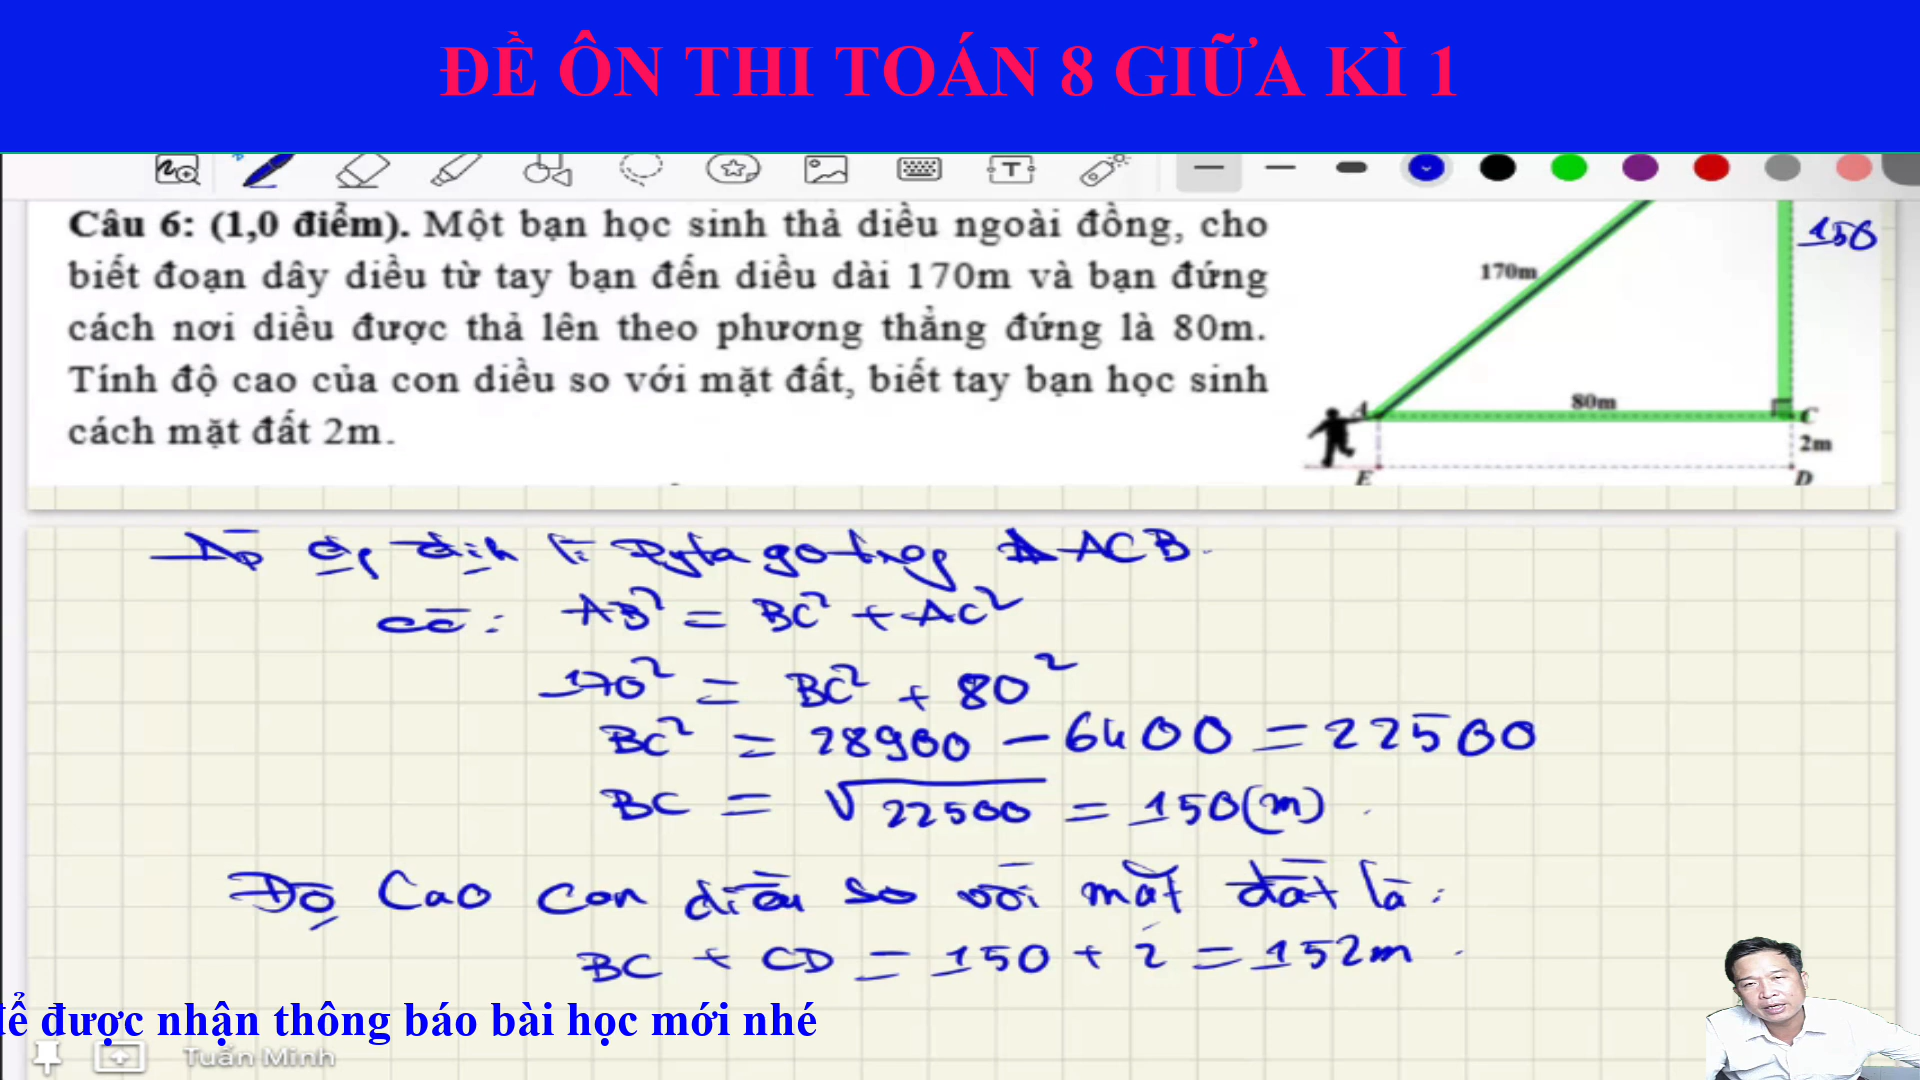 ĐỀ ÔN THI TOÁN 8 GIỮA KÌ 1
T
Câu 6: (1,0 điểm). Một bạn học sinh thả diều ngoài đồng, cho
biết đoạn dây diều từ tay bạn đến diều dài 170m và bạn đứng
cách nơi diều được thả lên theo phương thẳng đứng là 80m.
Tính độ cao của con diều so với mặt đất, biết tay bạn học sinh
cách mặt đất 2m.
150
170m
80m
A
C
2m
E
D
Áp dụng định lí Pytago trong ΔACB.
có: AB² = BC² + AC²
170² = BC² + 80²
BC² = 28900 - 6400 = 22500
BC = √22500 = 150(m).
Độ cao con diều so với mặt đất là:
BC + CD = 150 + 2 = 152m.
để được nhận thông báo bài học mới nhé
Tuấn Minh